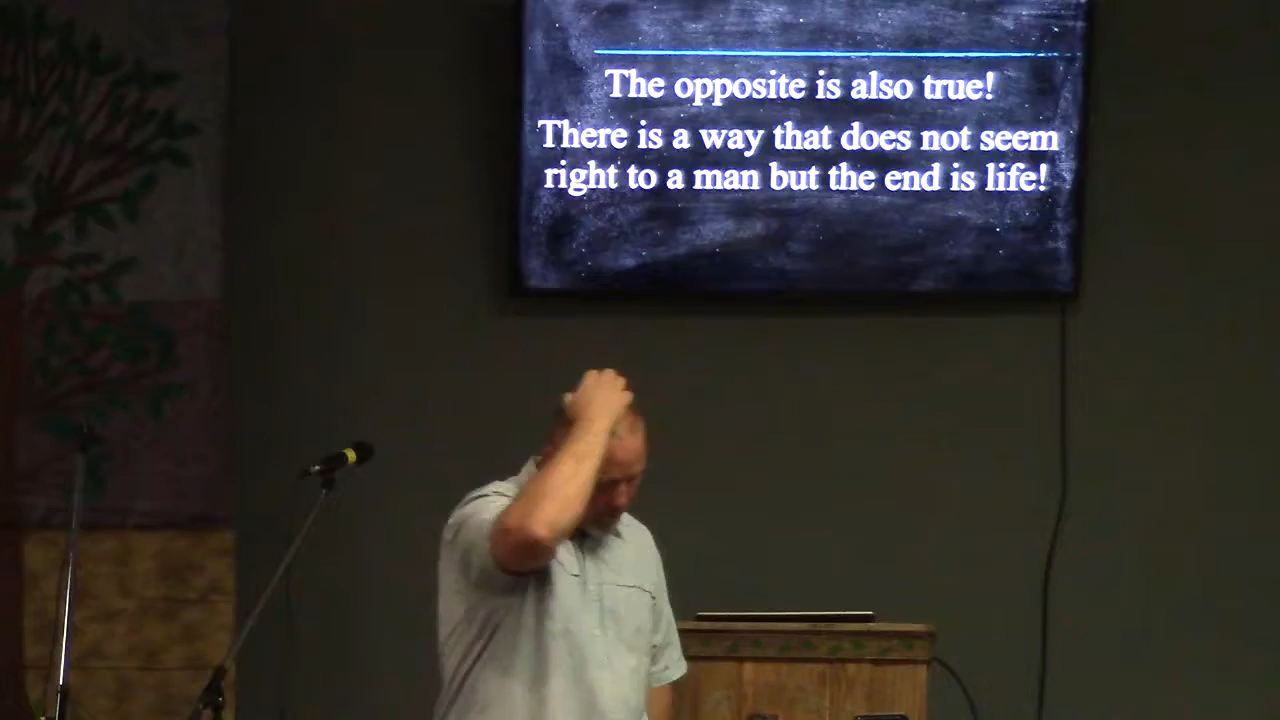 The opposite is also true!
There is a way that does not seem
right to a man but the end is life!